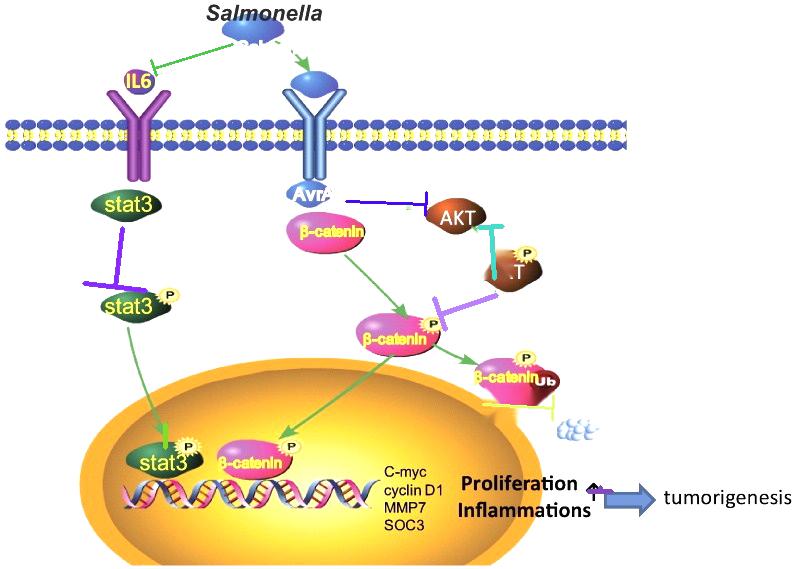 Salmonella
IL6
stat3
AvrA
AKT
β-catenin
P
stat3
P
P
β-catenin
P
β-catenin
Ub
P
stat3
P
β-catenin
P
C-myc
cyclin D1
MMP7
SOC3
Proliferation
Inflammations
tumorigenesis